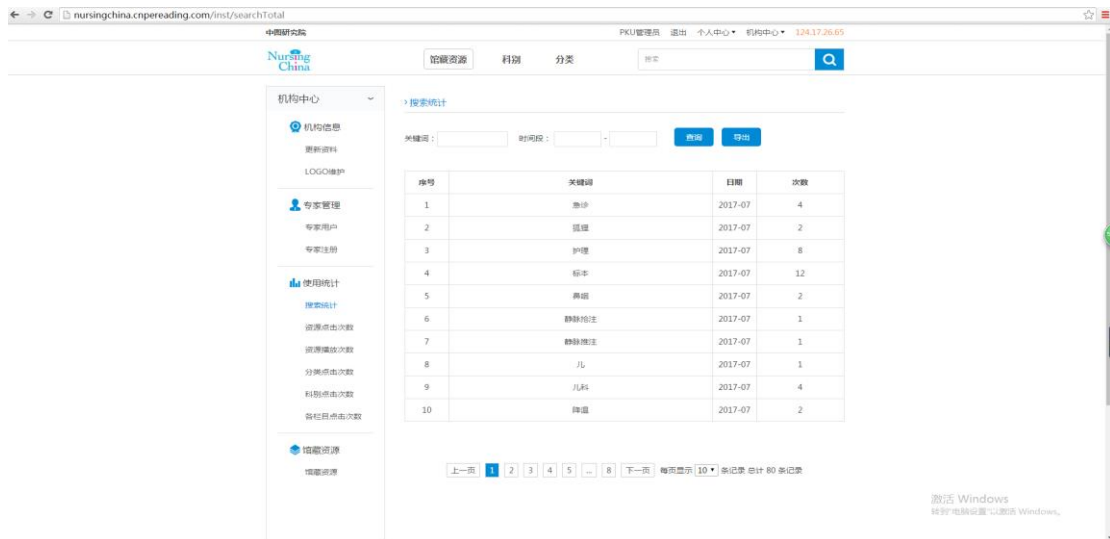 nursingchina.cnpereading.com/inst/searchTotal
中图研究院 PKU管理员 退出 个人中心 机构中心 124.17.26.65
Nursing China 馆藏资源 科别 分类 搜索
机构中心
机构信息
更新资料
LOGO维护
专家管理
专家用户
专家注册
使用统计
搜索统计
资源点击次数
资源播放次数
分类点击次数
科别点击次数
各栏目点击次数
馆藏资源
馆藏资源
搜索统计
关键词： 时间段： - 查询 导出
序号 关键词 日期 次数
1 急诊 2017-07 4
2 狐狸 2017-07 2
3 护理 2017-07 8
4 标本 2017-07 12
5 鼻咽 2017-07 2
6 静脉抢注 2017-07 1
7 静脉推注 2017-07 1
8 儿 2017-07 1
9 儿科 2017-07 4
10 降温 2017-07 2
上一页 1 2 3 4 5 ... 8 下一页 每页显示 10 条记录 总计 80 条记录
激活 Windows
转到"电脑设置"以激活 Windows。